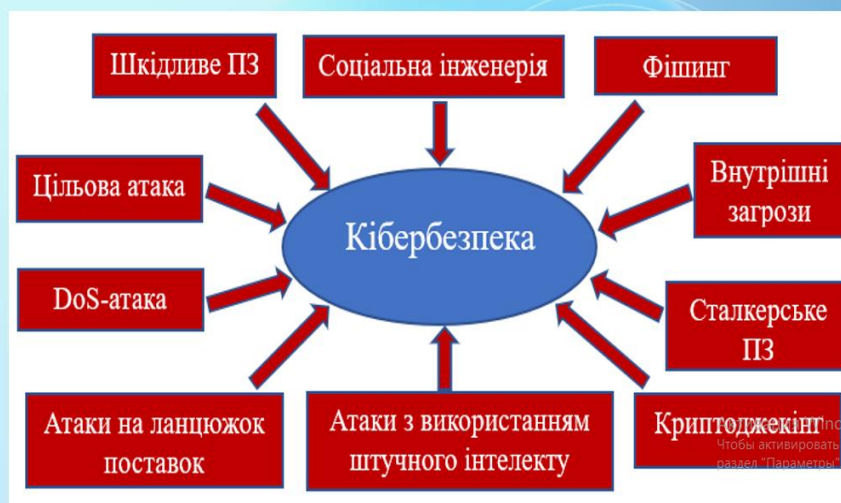 Шкідливе ПЗ
Соціальна інженерія
Фішинг
Цільова атака
Кібербезпека
Внутрішні
загрози
DoS-атака
Сталкерське
ПЗ
Атаки на ланцюжок
поставок
Атаки з використанням
штучного інтелекту
Криптоджекінг
Чтобы активировать
раздел "Параметры"